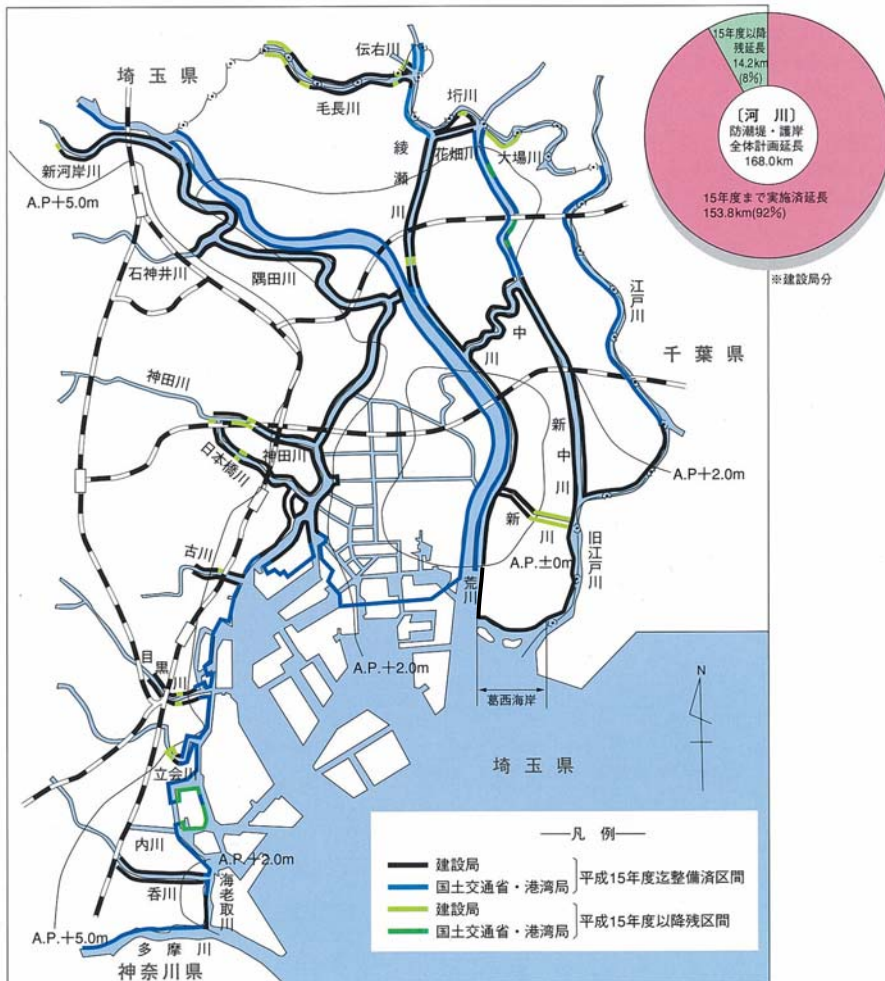 15年度以降
残延長
14.2km
(8%)
〔河 川〕
防潮堤・護岸
全体計画延長
168.0km
15年度まで実施済延長
153.8km(92%)
※建設局分
埼玉県
伝右川
毛長川
垳川
花畑川
大場川
綾瀬川
新河岸川
A.P+5.0m
石神井川
隅田川
中川
江戸川
千葉県
神田川
神田川
日本橋川
新中川
A.P+2.0m
新川
A.P.±0m
旧江戸川
古川
荒川
目黒川
A.P.+2.0m
葛西海岸
N
埼玉県
立会川
内川
A.P.+2.0m
香川
海老取川
A.P.+5.0m
多摩川
神奈川県
凡 例
建設局
国土交通省・港湾局
平成15年度迄整備済区間
建設局
国土交通省・港湾局
平成15年度以降残区間